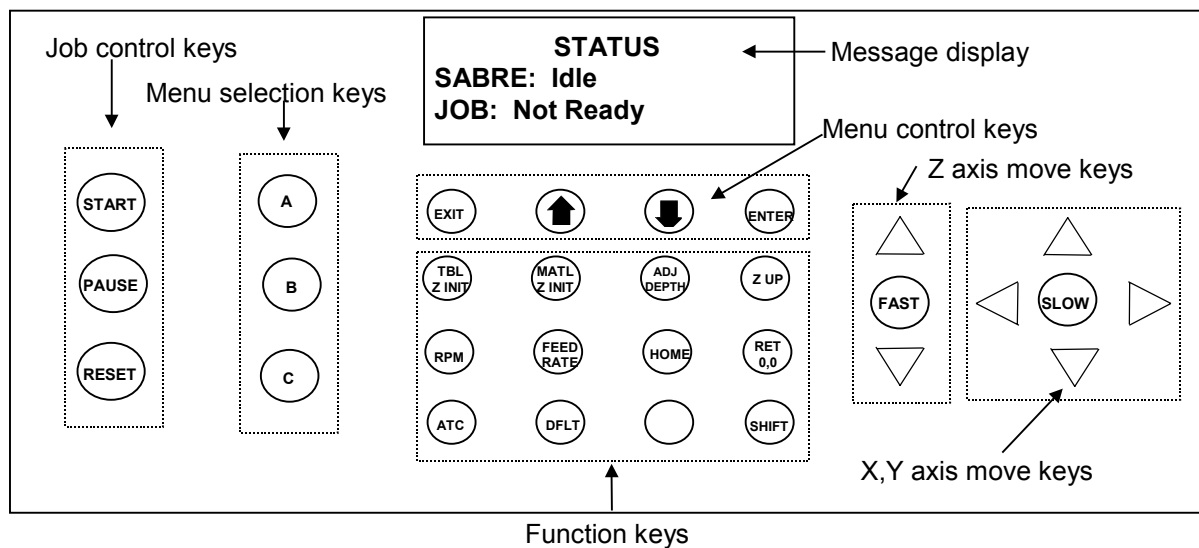 Job control keys
Menu selection keys
STATUS
SABRE: Idle
JOB: Not Ready
Message display
Menu control keys
Z axis move keys
START
PAUSE
RESET
A
B
C
EXIT
ENTER
TBL
Z INIT
MATL
Z INIT
ADJ
DEPTH
Z UP
RPM
FEED
RATE
HOME
RET
0,0
ATC
DFLT
SHIFT
FAST
SLOW
X,Y axis move keys
Function keys